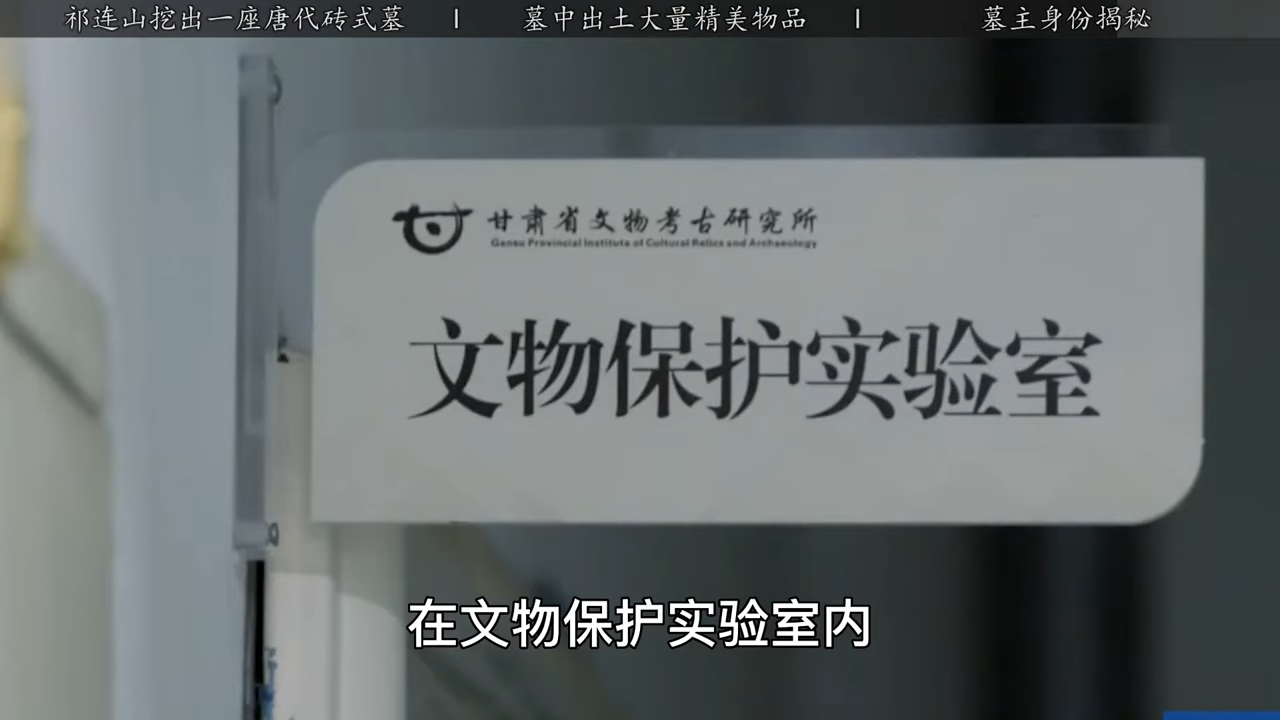 祁连山挖出一座唐代砖式墓 | 墓中出土大量精美物品 | 墓主身份揭秘
甘肃省文物考古研究所
Gansu Provincial Institute of Cultural Relics and Archaeology
文物保护实验室
在文物保护实验室内